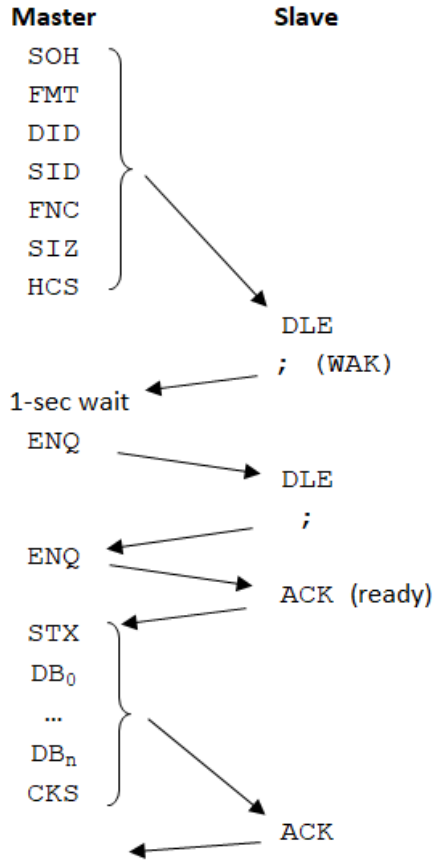 Master Slave
SOH
FMT
DID
SID
FNC
SIZ
HCS
DLE
; (WAK)
1-sec wait
ENQ
DLE
;
ENQ
ACK (ready)
STX
DB₀
…
DBₙ
CKS
ACK